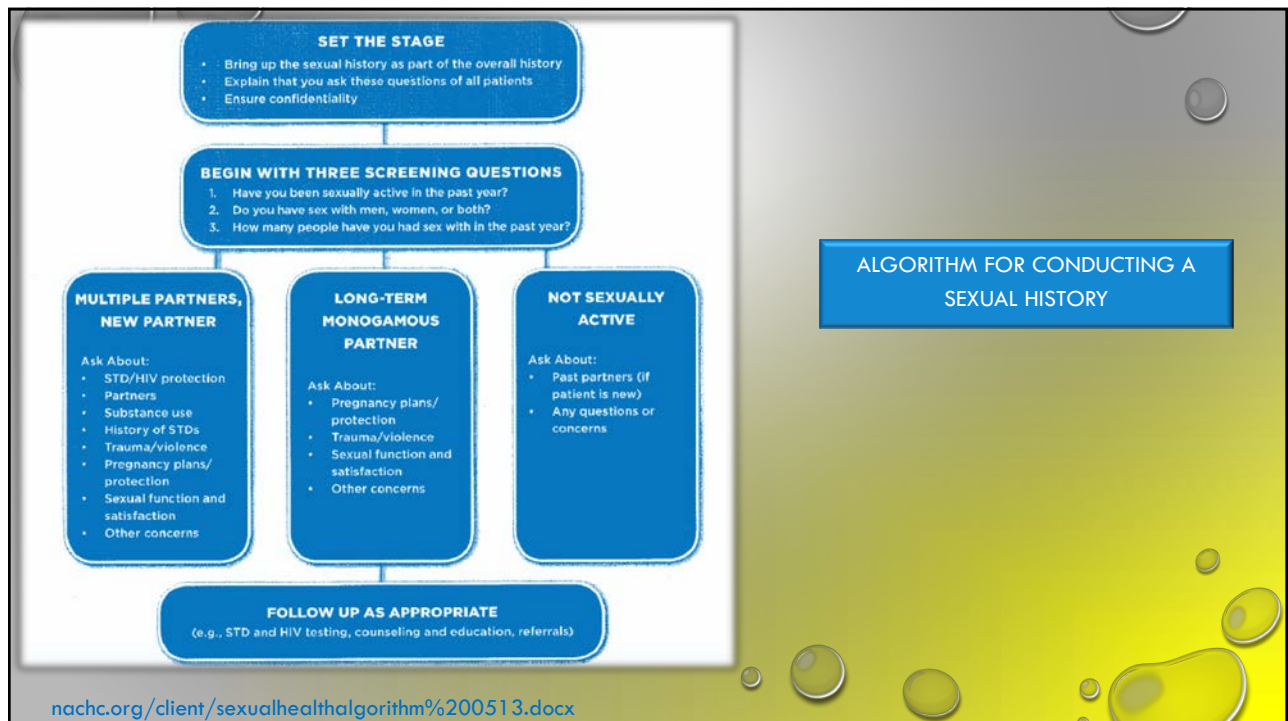 SET THE STAGE
• Bring up the sexual history as part of the overall history
• Explain that you ask these questions of all patients
• Ensure confidentiality
BEGIN WITH THREE SCREENING QUESTIONS
1. Have you been sexually active in the past year?
2. Do you have sex with men, women, or both?
3. How many people have you had sex with in the past year?
MULTIPLE PARTNERS,
NEW PARTNER
Ask About:
• STD/HIV protection
• Partners
• Substance use
• History of STDs
• Trauma/violence
• Pregnancy plans/
protection
• Sexual function and
satisfaction
• Other concerns
LONG-TERM
MONOGAMOUS
PARTNER
Ask About:
• Pregnancy plans/
protection
• Trauma/violence
• Sexual function and
satisfaction
• Other concerns
NOT SEXUALLY
ACTIVE
Ask About:
• Past partners (if
patient is new)
• Any questions or
concerns
FOLLOW UP AS APPROPRIATE
(e.g., STD and HIV testing, counseling and education, referrals)
ALGORITHM FOR CONDUCTING A
SEXUAL HISTORY
nachc.org/client/sexualhealthalgorithm%200513.docx